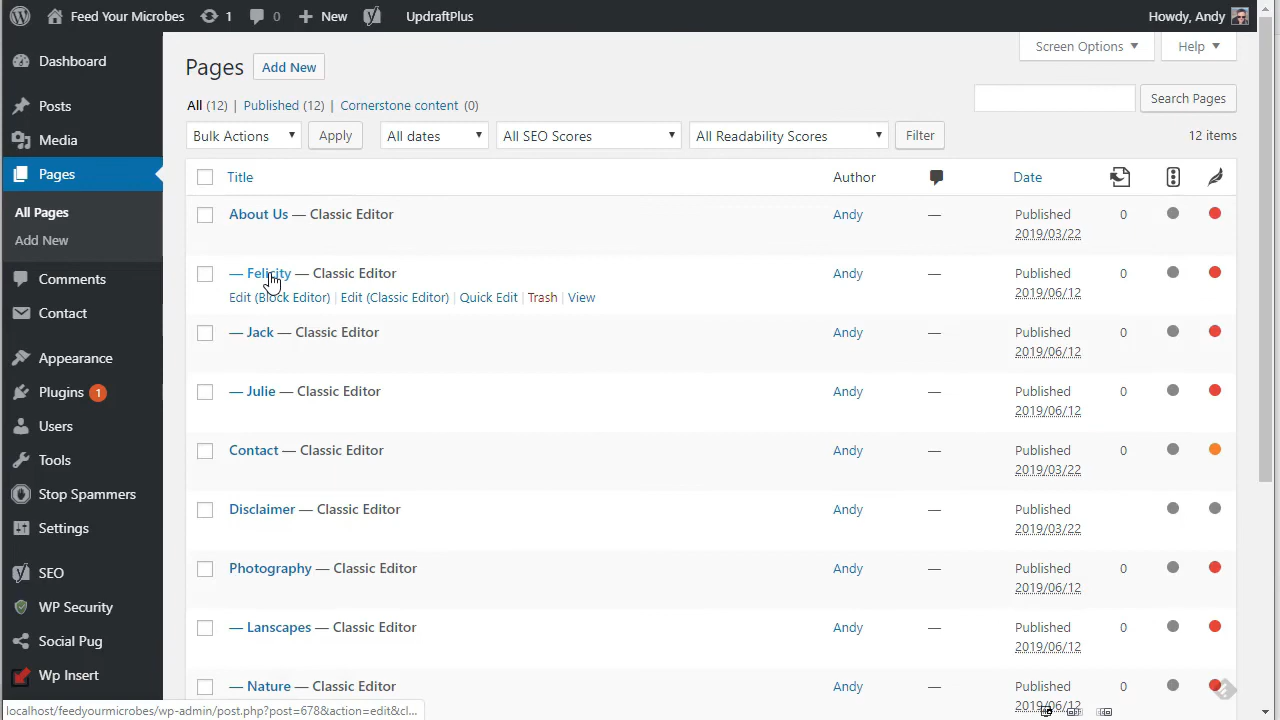 Feed Your Microbes 1 0 New UpdraftPlus Howdy, Andy
Dashboard
Posts
Media
Pages
All Pages
Add New
Comments
Contact
Appearance
Plugins 1
Users
Tools
Stop Spammers
Settings
SEO
WP Security
Social Pug
Wp Insert
Screen Options Help
Pages Add New
All (12) | Published (12) | Cornerstone content (0)
Search Pages
Bulk Actions Apply All dates All SEO Scores All Readability Scores Filter 12 items
Title Author Date
About Us — Classic Editor Andy — Published 0
2019/03/22
— Felicity — Classic Editor Andy — Published 0
2019/06/12
Edit (Block Editor) | Edit (Classic Editor) | Quick Edit | Trash | View
— Jack — Classic Editor Andy — Published 0
2019/06/12
— Julie — Classic Editor Andy — Published 0
2019/06/12
Contact — Classic Editor Andy — Published 0
2019/03/22
Disclaimer — Classic Editor Andy — Published
2019/03/22
Photography — Classic Editor Andy — Published 0
2019/06/12
— Lanscapes — Classic Editor Andy — Published 0
2019/06/12
— Nature — Classic Editor Andy — Published 0
2019/06/12
localhost/feedyourmicrobes/wp-admin/post.php?post=678&action=edit&cl...